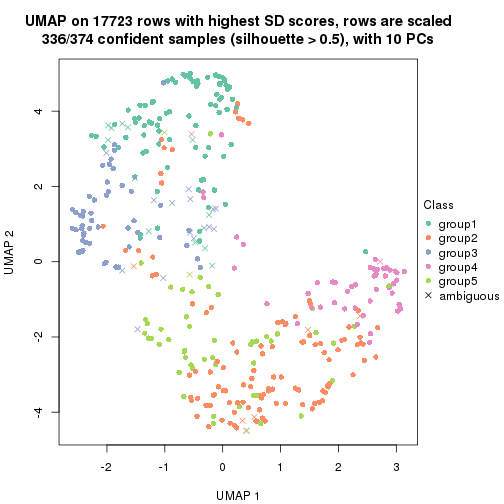 UMAP on 17723 rows with highest SD scores, rows are scaled
336/374 confident samples (silhouette > 0.5), with 10 PCs
4
2
0
-2
-4
UMAP 2
-2
-1
0
1
2
3
UMAP 1
Class
group1
group2
group3
group4
group5
ambiguous